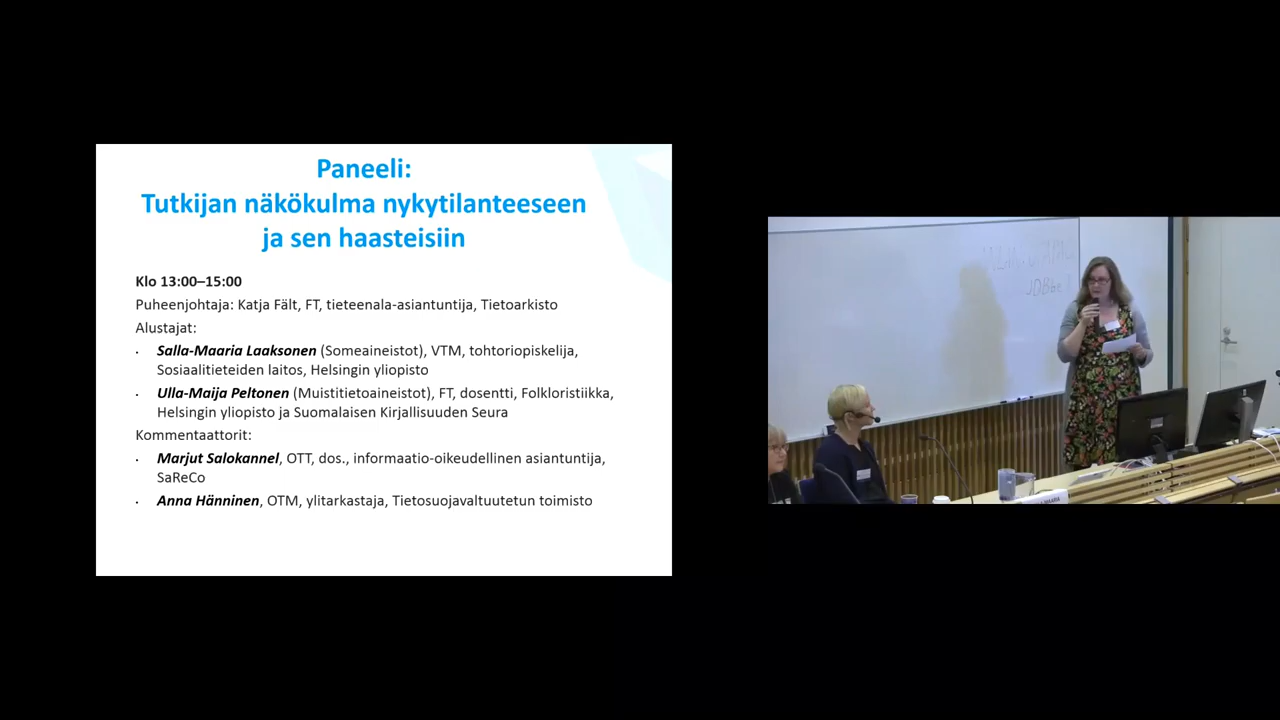 Paneeli:
Tutkijan näkökulma nykytilanteeseen
ja sen haasteisiin
Klo 13:00–15:00
Puheenjohtaja: Katja Fält, FT, tieteenala-asiantuntija, Tietoarkisto
Alustajat:
Salla-Maaria Laaksonen (Someaineistot), VTM, tohtoriopiskelija,
Sosiaalitieteiden laitos, Helsingin yliopisto
Ulla-Maija Peltonen (Muistitietoaineistot), FT, dosentti, Folkloristiikka,
Helsingin yliopisto ja Suomalaisen Kirjallisuuden Seura
Kommentaattorit:
Marjut Salokannel, OTT, dos., informaatio-oikeudellinen asiantuntija,
SaReCo
Anna Hänninen, OTM, ylitarkastaja, Tietosuojavaltuutetun toimisto